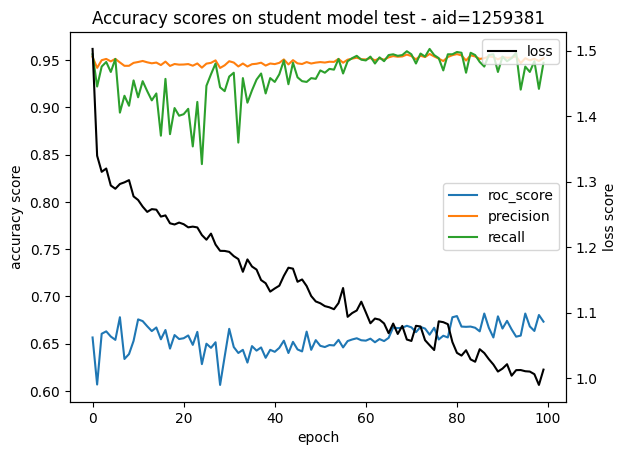 Accuracy scores on student model test - aid=1259381
loss
roc_score
precision
recall
accuracy score
0.95
0.90
0.85
0.80
0.75
0.70
0.65
0.60
loss score
1.5
1.4
1.3
1.2
1.1
1.0
0
20
40
60
80
100
epoch